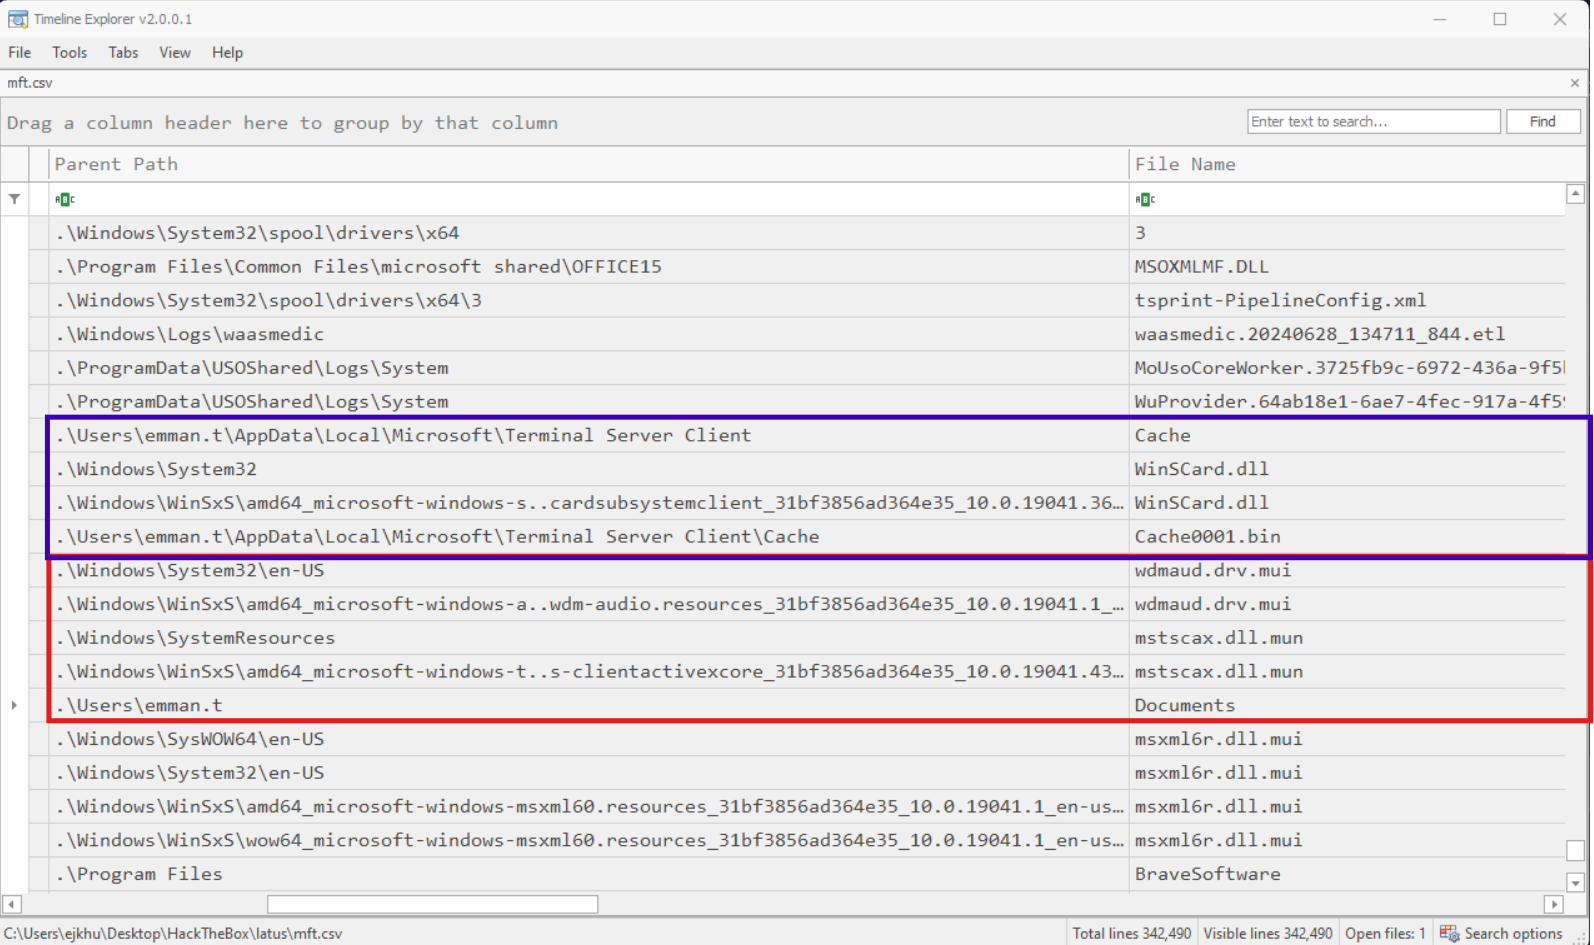 Timeline Explorer v2.0.0.1
File Tools Tabs View Help
mft.csv
Drag a column header here to group by that column
Enter text to search... Find
Parent Path File Name
.\Windows\System32\spool\drivers\x64 3
.\Program Files\Common Files\microsoft shared\OFFICE15 MSOXMLMF.DLL
.\Windows\System32\spool\drivers\x64\3 tsprint-PipelineConfig.xml
.\Windows\Logs\waasmedic waasmedic.20240628_134711_844.etl
.\ProgramData\USOShared\Logs\System MoUsoCoreWorker.3725fb9c-6972-436a-9f5
.\ProgramData\USOShared\Logs\System WuProvider.64ab18e1-6ae7-4fec-917a-4f5
.\Users\emman.t\AppData\Local\Microsoft\Terminal Server Client Cache
.\Windows\System32 WinSCard.dll
.\Windows\WinSxS\amd64_microsoft-windows-s..cardsubsystemclient_31bf3856ad364e35_10.0.19041.36… WinSCard.dll
.\Users\emman.t\AppData\Local\Microsoft\Terminal Server Client\Cache Cache0001.bin
.\Windows\System32\en-US wdmaud.drv.mui
.\Windows\WinSxS\amd64_microsoft-windows-a..wdm-audio.resources_31bf3856ad364e35_10.0.19041.1_… wdmaud.drv.mui
.\Windows\SystemResources mstscax.dll.mun
.\Windows\WinSxS\amd64_microsoft-windows-t..s-clientactivexcore_31bf3856ad364e35_10.0.19041.43… mstscax.dll.mun
.\Users\emman.t Documents
.\Windows\SysWOW64\en-US msxml6r.dll.mui
.\Windows\System32\en-US msxml6r.dll.mui
.\Windows\WinSxS\amd64_microsoft-windows-msxml60.resources_31bf3856ad364e35_10.0.19041.1_en-us… msxml6r.dll.mui
.\Windows\WinSxS\wow64_microsoft-windows-msxml60.resources_31bf3856ad364e35_10.0.19041.1_en-us… msxml6r.dll.mui
.\Program Files BraveSoftware
C:\Users\ejkhu\Desktop\HackTheBox\latus\mft.csv Total lines 342,490 Visible lines 342,490 Open files: 1 Search options